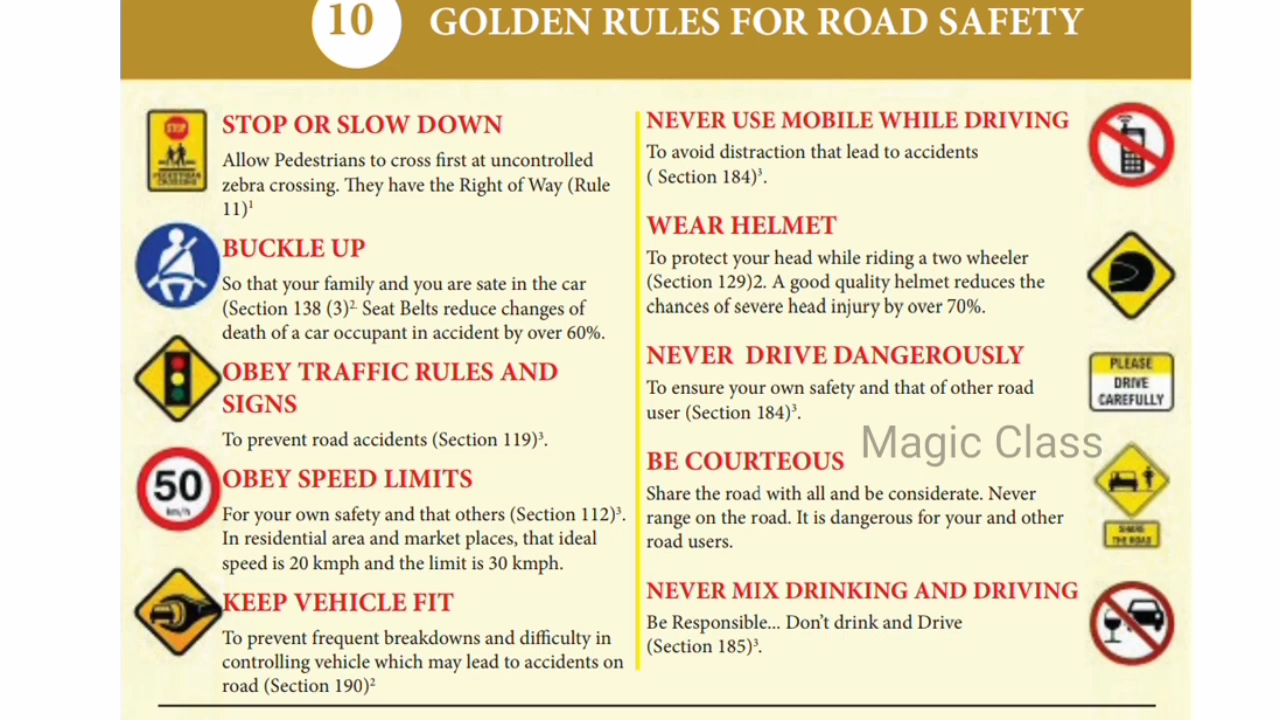 10 GOLDEN RULES FOR ROAD SAFETY
STOP
STOP OR SLOW DOWN
Allow Pedestrians to cross first at uncontrolled
zebra crossing. They have the Right of Way (Rule
11)¹
BUCKLE UP
So that your family and you are sate in the car
(Section 138 (3)². Seat Belts reduce changes of
death of a car occupant in accident by over 60%.
OBEY TRAFFIC RULES AND
SIGNS
To prevent road accidents (Section 119)³.
50
km/h
OBEY SPEED LIMITS
For your own safety and that others (Section 112)³.
In residential area and market places, that ideal
speed is 20 kmph and the limit is 30 kmph.
KEEP VEHICLE FIT
To prevent frequent breakdowns and difficulty in
controlling vehicle which may lead to accidents on
road (Section 190)²
NEVER USE MOBILE WHILE DRIVING
To avoid distraction that lead to accidents
( Section 184)³.
WEAR HELMET
To protect your head while riding a two wheeler
(Section 129)2. A good quality helmet reduces the
chances of severe head injury by over 70%.
NEVER DRIVE DANGEROUSLY
To ensure your own safety and that of other road
user (Section 184)³.
PLEASE
DRIVE
CAREFULLY
Magic Class
BE COURTEOUS
Share the road with all and be considerate. Never
range on the road. It is dangerous for your and other
road users.
SHARE
THE ROAD
NEVER MIX DRINKING AND DRIVING
Be Responsible... Don't drink and Drive
(Section 185)³.